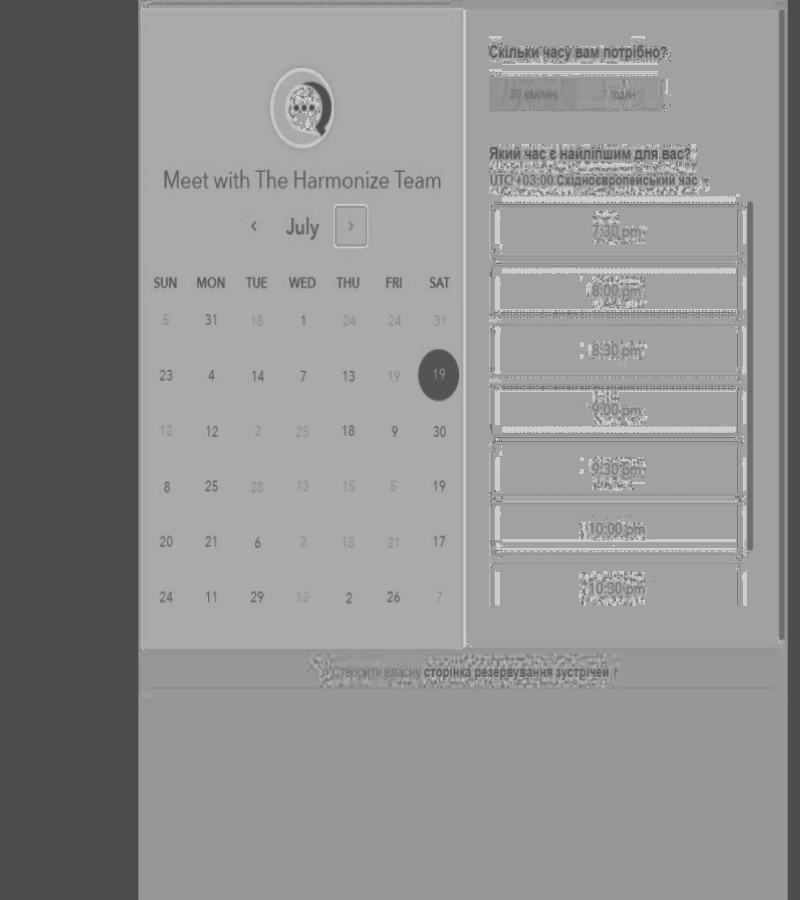 Meet with The Harmonize Team
July
SUN MON TUE WED THU FRI SAT
5 31 18 1 24 24 31
23 4 14 7 13 19 19
12 12 2 25 18 9 30
8 25 28 13 15 5 19
20 21 6 2 18 21 17
24 11 29 12 2 26 7
Скільки часу вам потрібно?
30 хвилин 1 годин
Який час є найліпшим для вас?
UTC +03:00 Східноєвропейський час
7:30 pm
8:00 pm
8:30 pm
9:00 pm
9:30 pm
10:00 pm
10:30 pm
Створити власну сторінка резервування зустрічей